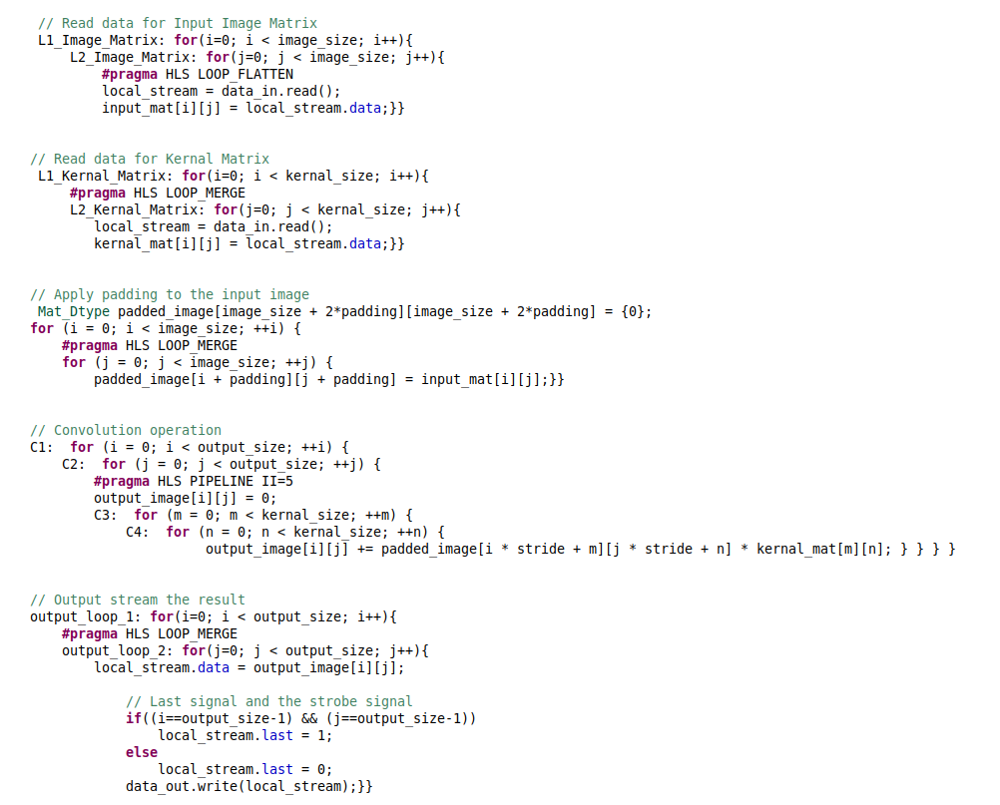 // Read data for Input Image Matrix
L1_Image_Matrix: for(i=0; i < image_size; i++){
L2_Image_Matrix: for(j=0; j < image_size; j++){
#pragma HLS LOOP_FLATTEN
local_stream = data_in.read();
input_mat[i][j] = local_stream.data;}}
// Read data for Kernal Matrix
L1_Kernal_Matrix: for(i=0; i < kernal_size; i++){
#pragma HLS LOOP_MERGE
L2_Kernal_Matrix: for(j=0; j < kernal_size; j++){
local_stream = data_in.read();
kernal_mat[i][j] = local_stream.data;}}
// Apply padding to the input image
Mat_Dtype padded_image[image_size + 2*padding][image_size + 2*padding] = {0};
for (i = 0; i < image_size; ++i) {
#pragma HLS LOOP_MERGE
for (j = 0; j < image_size; ++j) {
padded_image[i + padding][j + padding] = input_mat[i][j];}}
// Convolution operation
C1: for (i = 0; i < output_size; ++i) {
C2: for (j = 0; j < output_size; ++j) {
#pragma HLS PIPELINE II=5
output_image[i][j] = 0;
C3: for (m = 0; m < kernal_size; ++m) {
C4: for (n = 0; n < kernal_size; ++n) {
output_image[i][j] += padded_image[i * stride + m][j * stride + n] * kernal_mat[m][n]; } } } }
// Output stream the result
output_loop_1: for(i=0; i < output_size; i++){
#pragma HLS LOOP_MERGE
output_loop_2: for(j=0; j < output_size; j++){
local_stream.data = output_image[i][j];
// Last signal and the strobe signal
if((i==output_size-1) && (j==output_size-1))
local_stream.last = 1;
else
local_stream.last = 0;
data_out.write(local_stream);}}